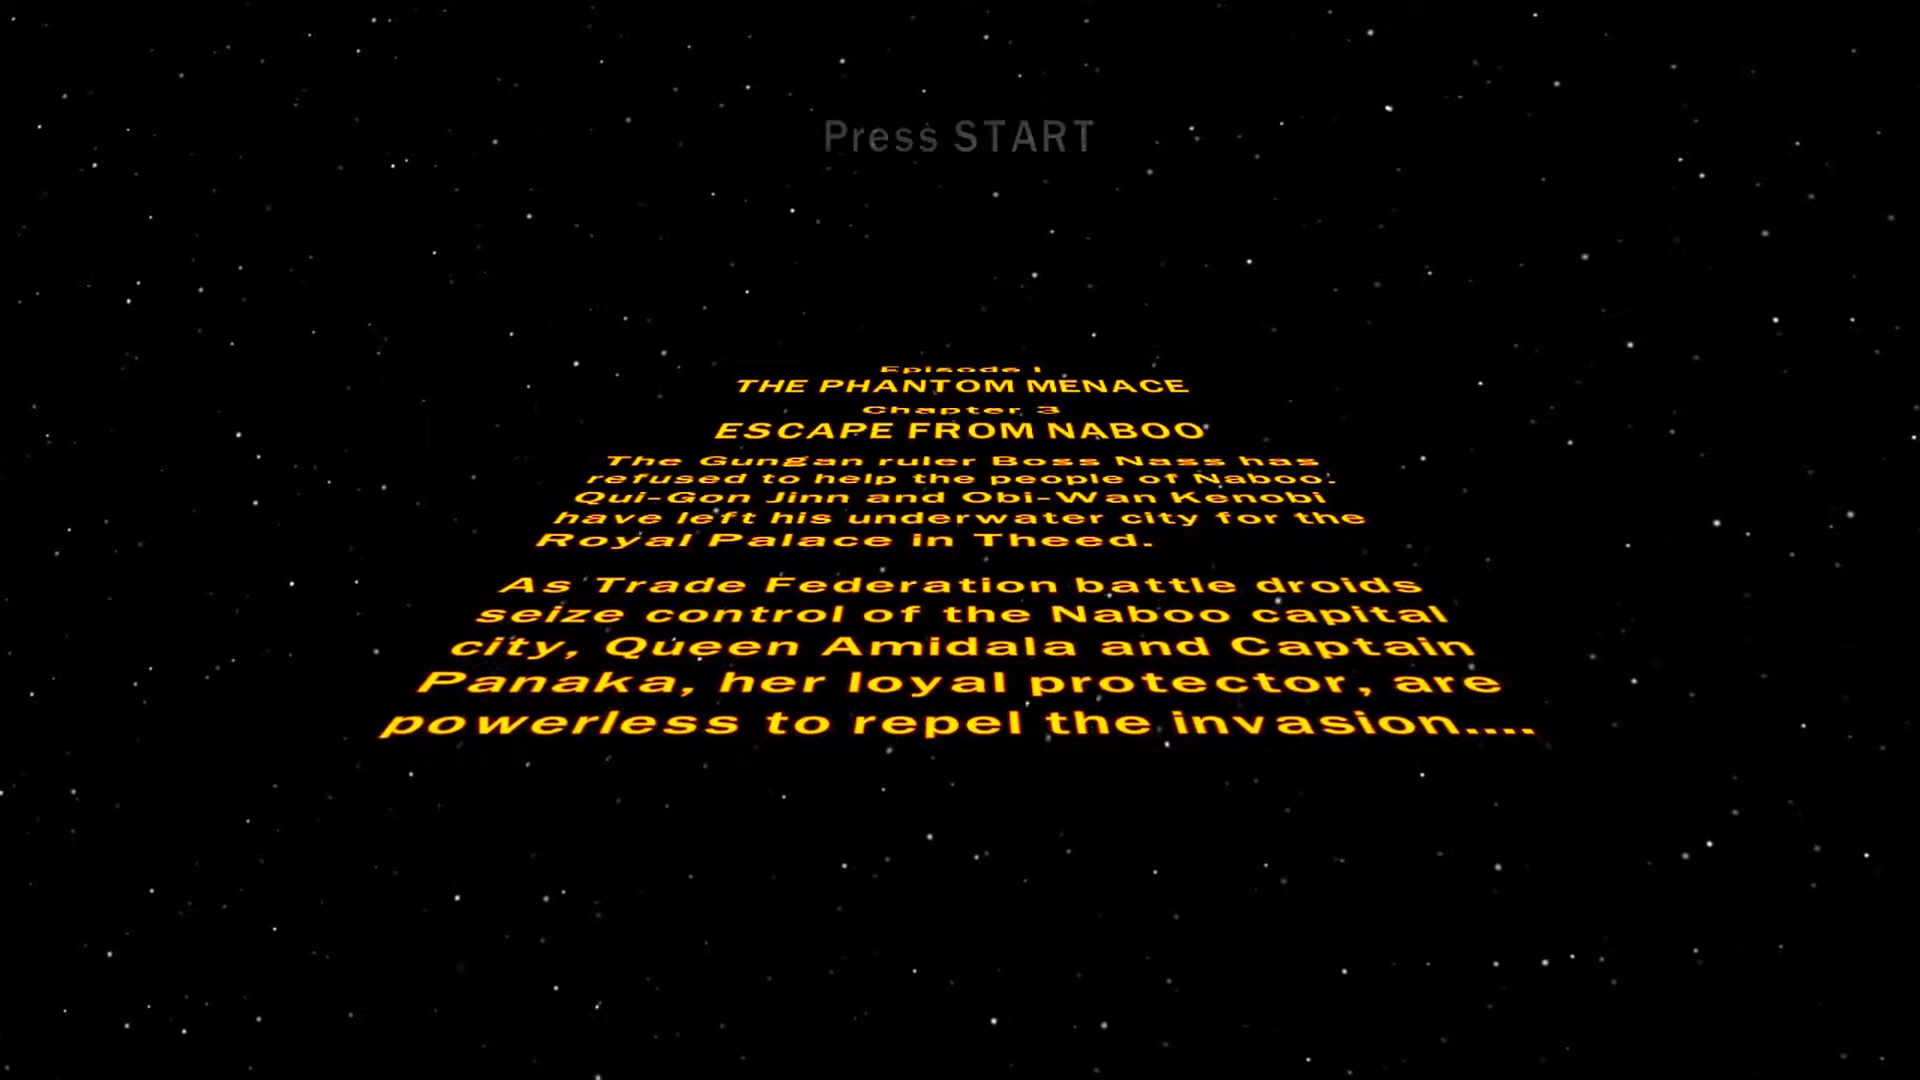 Press START
Episode I
THE PHANTOM MENACE
Chapter 3
ESCAPE FROM NABOO
The Gungan ruler Boss Nass has
refused to help the people of Naboo.
Qui-Gon Jinn and Obi-Wan Kenobi
have left his underwater city for the
Royal Palace in Theed.
As Trade Federation battle droids
seize control of the Naboo capital
city, Queen Amidala and Captain
Panaka, her loyal protector, are
powerless to repel the invasion....